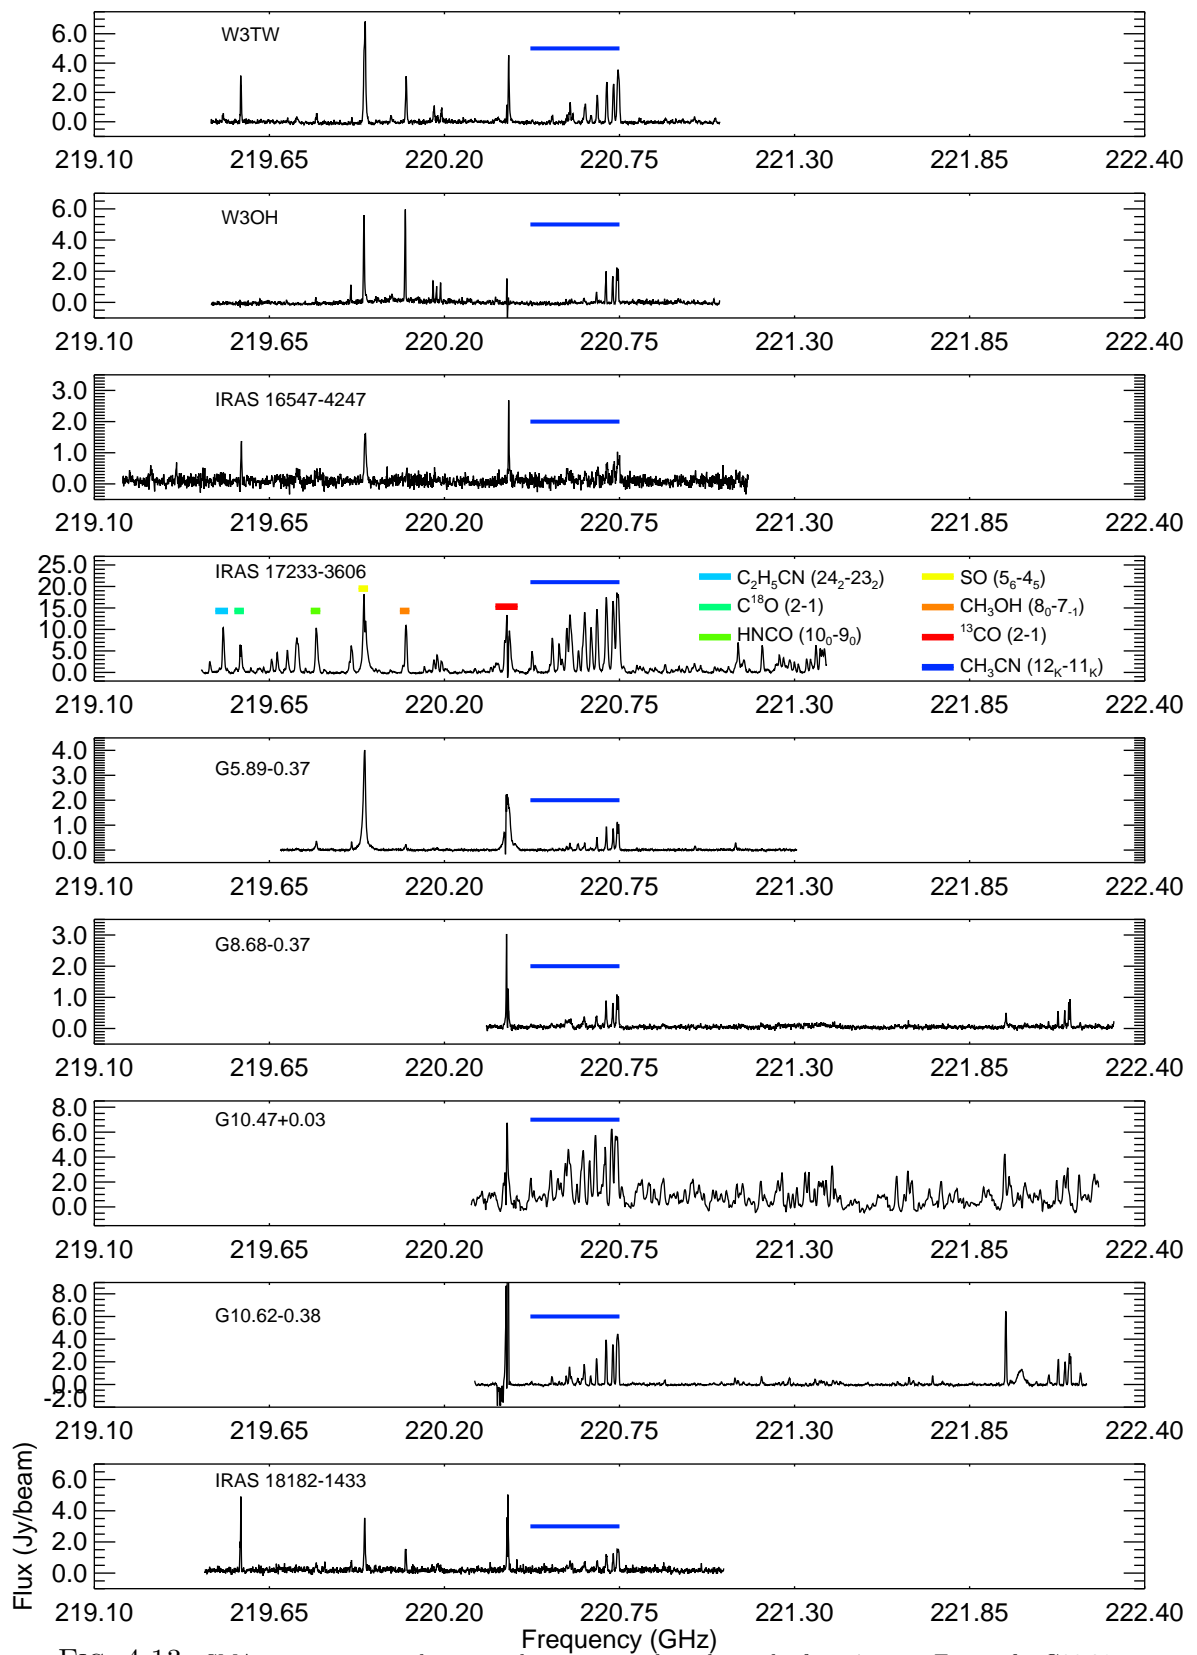 W3TW
6.0
4.0
2.0
0.0
219.10 219.65 220.20 220.75 221.30 221.85 222.40
W3OH
6.0
4.0
2.0
0.0
219.10 219.65 220.20 220.75 221.30 221.85 222.40
IRAS 16547-4247
3.0
2.0
1.0
0.0
219.10 219.65 220.20 220.75 221.30 221.85 222.40
IRAS 17233-3606
25.0
20.0
15.0
10.0
5.0
0.0
C₂H₅CN (24₂-23₂)
C¹⁸O (2-1)
HNCO (10₀-9₀)
SO (5₆-4₅)
CH₃OH (8₀-7₋₁)
¹³CO (2-1)
CH₃CN (12ₖ-11ₖ)
219.10 219.65 220.20 220.75 221.30 221.85 222.40
G5.89-0.37
4.0
3.0
2.0
1.0
0.0
219.10 219.65 220.20 220.75 221.30 221.85 222.40
G8.68-0.37
3.0
2.0
1.0
0.0
219.10 219.65 220.20 220.75 221.30 221.85 222.40
G10.47+0.03
8.0
6.0
4.0
2.0
0.0
219.10 219.65 220.20 220.75 221.30 221.85 222.40
G10.62-0.38
8.0
6.0
4.0
2.0
0.0
-2.0
219.10 219.65 220.20 220.75 221.30 221.85 222.40
IRAS 18182-1433
6.0
4.0
2.0
0.0
219.10 219.65 220.20 220.75 221.30 221.85 222.40
Flux (Jy/beam)
Frequency (GHz)